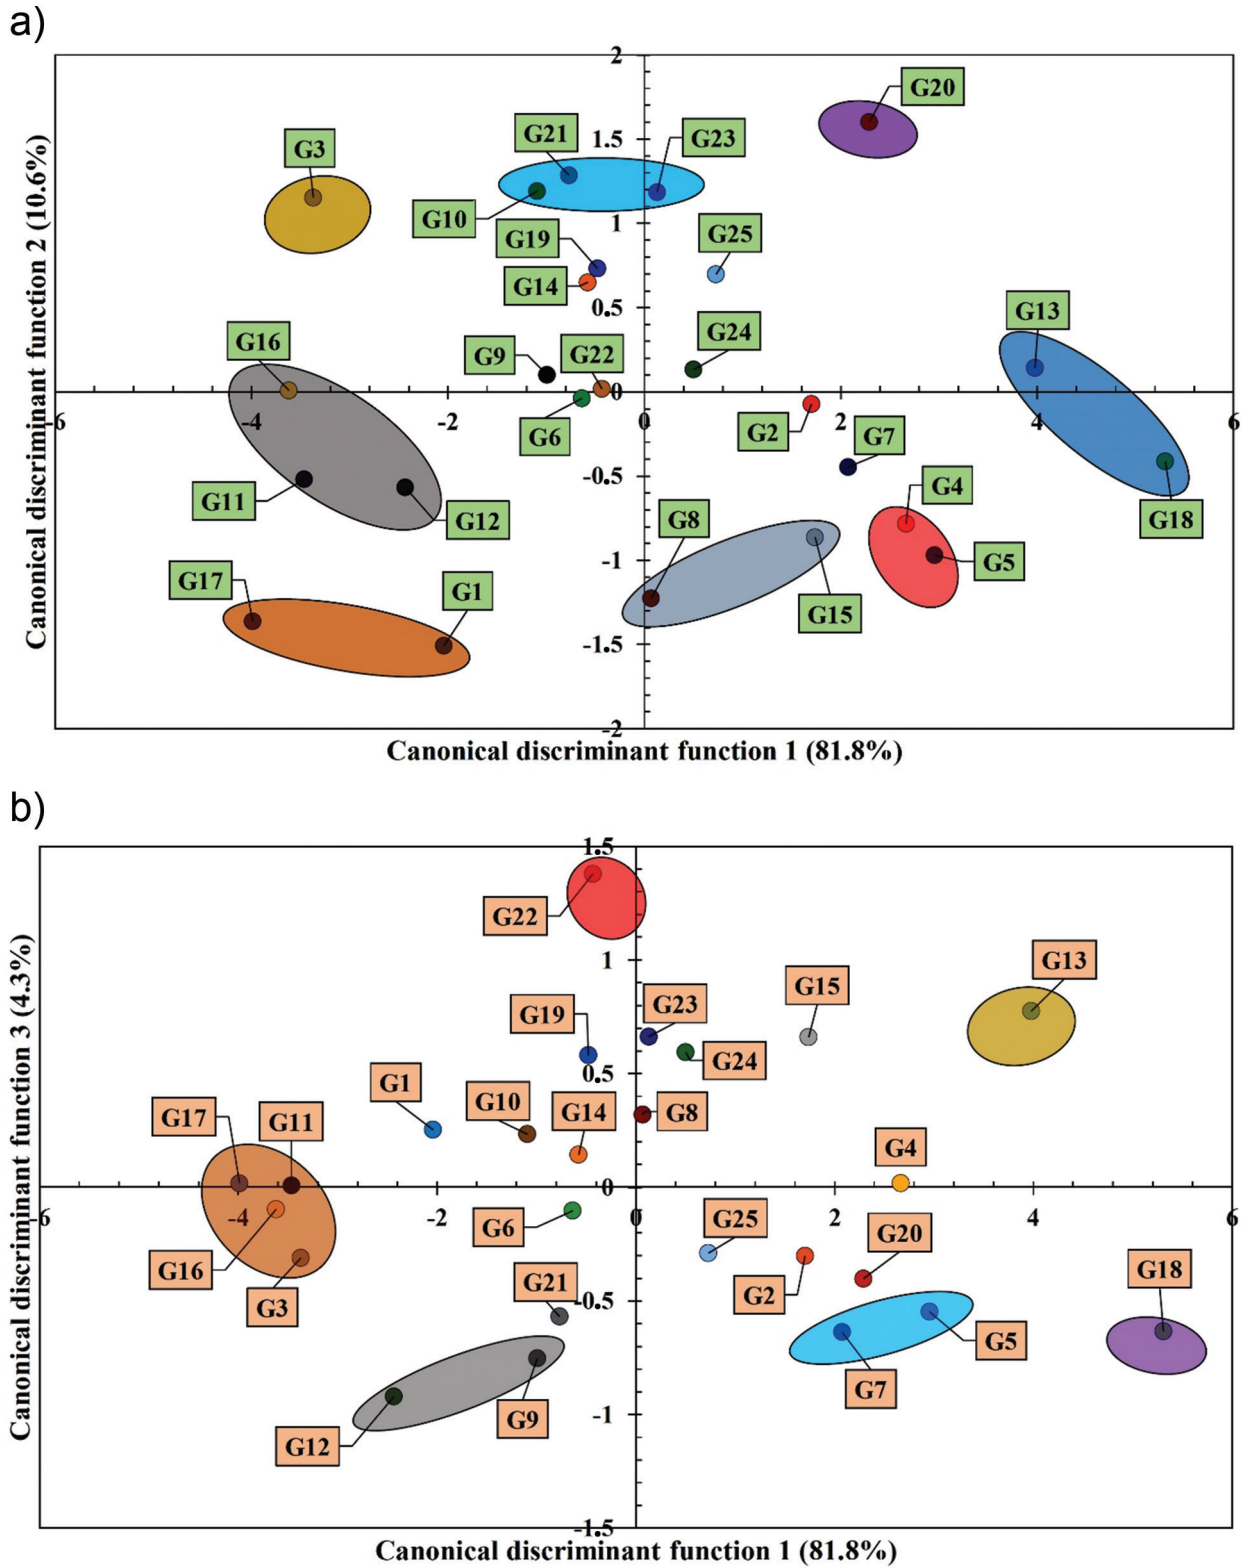 a)
2
G20
G21
G23
1.5
G3
G10
1
G19
G25
G14
0.5
G13
G16
G9
G22
G24
0
-6
-4
-2
0
2
4
6
G6
G2
G7
-0.5
G11
G12
G8
G4
G18
-1
G5
G17
G1
G15
-1.5
-2
Canonical discriminant function 2 (10.6%)
Canonical discriminant function 1 (81.8%)
b)
1.5
G22
1
G13
G15
G19
G23
G24
0.5
G1
G17
G11
G10
G14
G8
G4
0
-6
-4
-2
0
2
4
6
G6
G25
G20
G16
G3
G21
G2
G18
-0.5
G5
G7
G9
-1
G12
-1.5
Canonical discriminant function 3 (4.3%)
Canonical discriminant function 1 (81.8%)